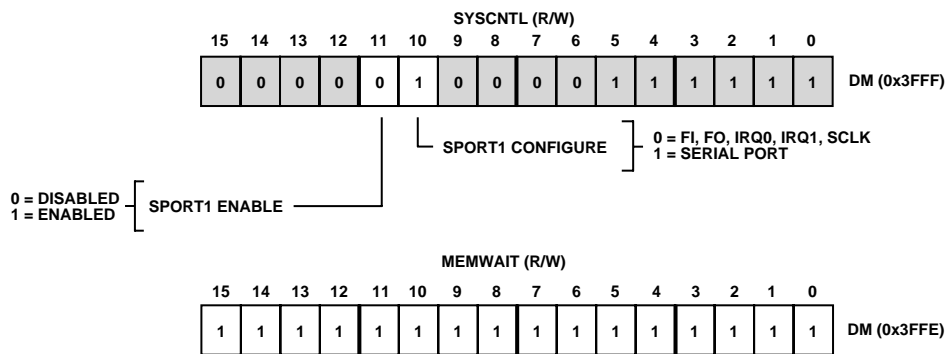 SYSCNTL (R/W)
15 14 13 12 11 10 9 8 7 6 5 4 3 2 1 0
0 0 0 0 0 1 0 0 0 0 1 1 1 1 1 1 DM (0x3FFF)
SPORT1 CONFIGURE
0 = FI, FO, IRQ0, IRQ1, SCLK
1 = SERIAL PORT
0 = DISABLED
1 = ENABLED
SPORT1 ENABLE
MEMWAIT (R/W)
15 14 13 12 11 10 9 8 7 6 5 4 3 2 1 0
1 1 1 1 1 1 1 1 1 1 1 1 1 1 1 1 DM (0x3FFE)